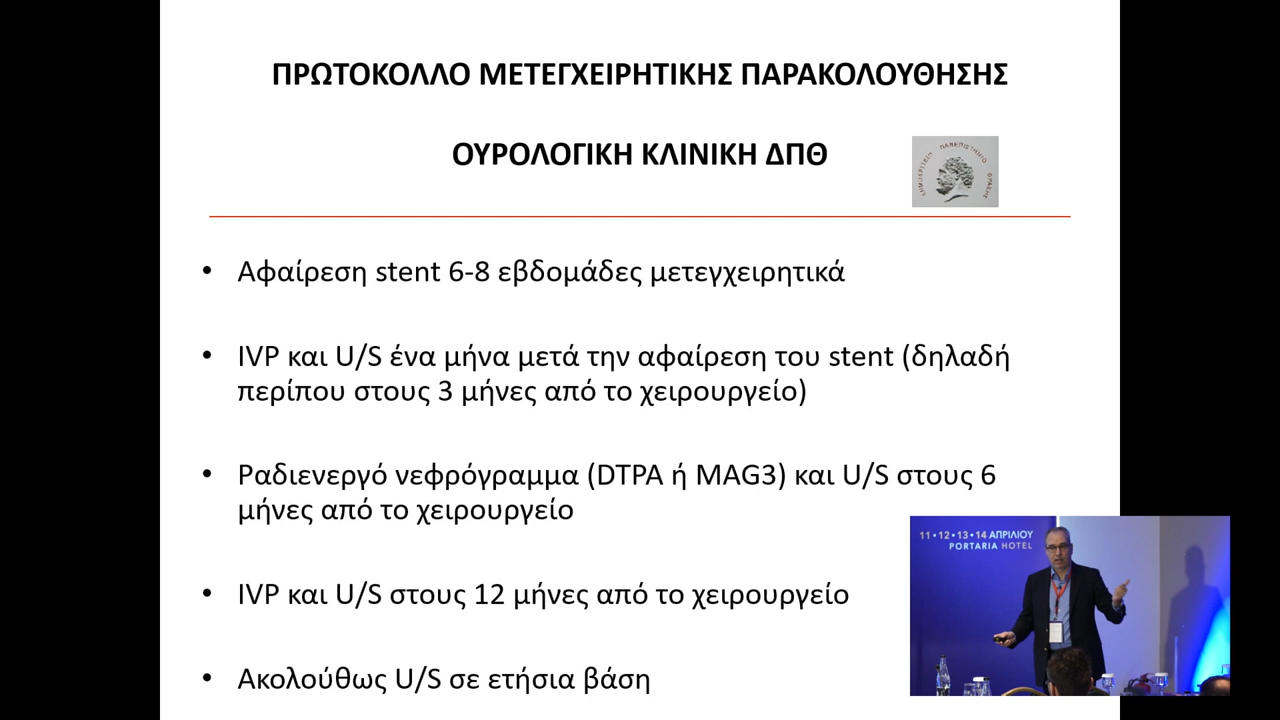 ΠΡΩΤΟΚΟΛΛΟ ΜΕΤΕΓΧΕΙΡΗΤΙΚΗΣ ΠΑΡΑΚΟΛΟΥΘΗΣΗΣ
ΟΥΡΟΛΟΓΙΚΗ ΚΛΙΝΙΚΗ ΔΠΘ
ΔΗΜΟΚΡΙΤΕΙΟ ΠΑΝΕΠΙΣΤΗΜΙΟ ΘΡΑΚΗΣ
• Αφαίρεση stent 6-8 εβδομάδες μετεγχειρητικά
• IVP και U/S ένα μήνα μετά την αφαίρεση του stent (δηλαδή
περίπου στους 3 μήνες από το χειρουργείο)
• Ραδιενεργό νεφρόγραμμα (DTPA ή MAG3) και U/S στους 6
μήνες από το χειρουργείο
• IVP και U/S στους 12 μήνες από το χειρουργείο
• Ακολούθως U/S σε ετήσια βάση
11•12•13•14 ΑΠΡΙΛΙΟΥ
PORTARIA HOTEL